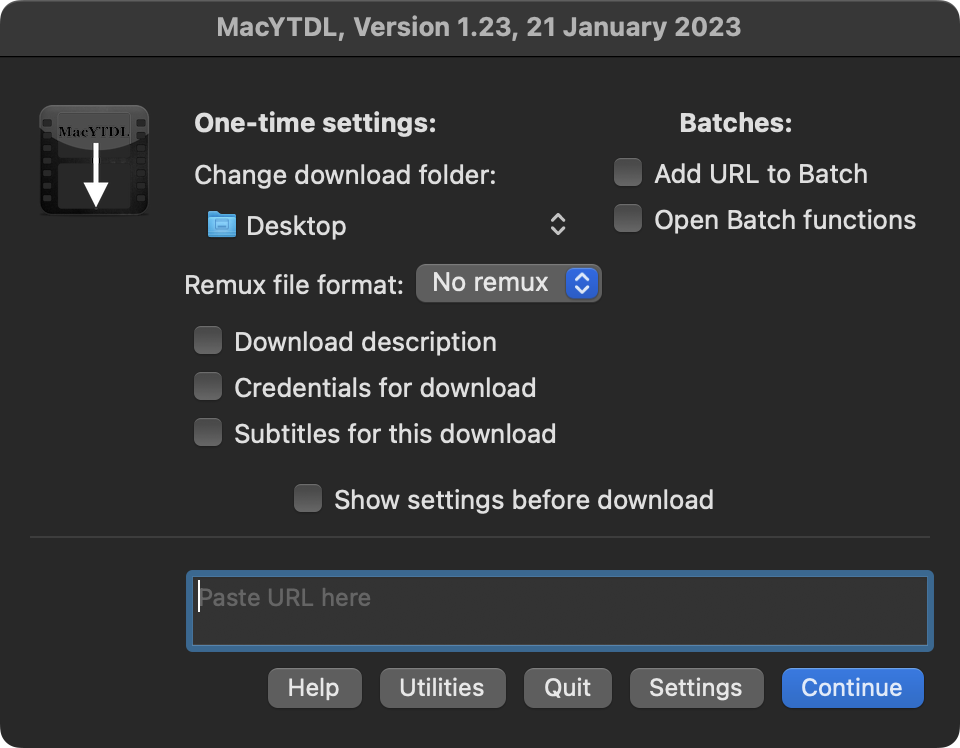 MacYTDL, Version 1.23, 21 January 2023
MacYTDL
One-time settings:
Change download folder:
Desktop
Remux file format: No remux
Download description
Credentials for download
Subtitles for this download
Batches:
Add URL to Batch
Open Batch functions
Show settings before download
Paste URL here
Help Utilities Quit Settings Continue